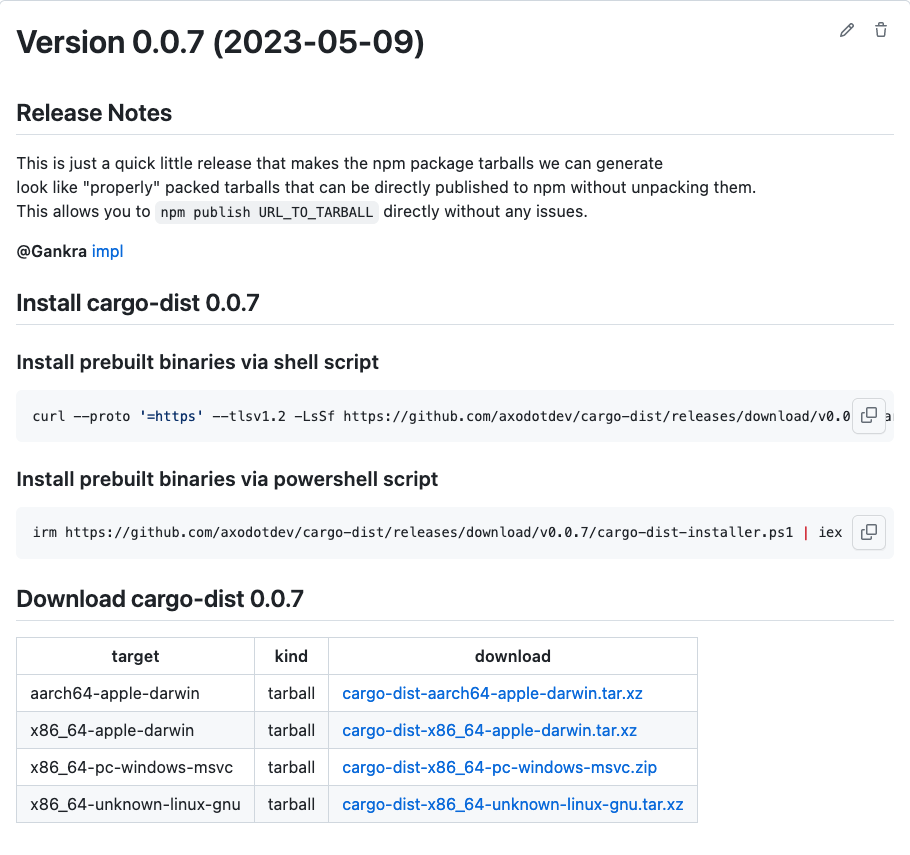 Version 0.0.7 (2023-05-09)
Release Notes
This is just a quick little release that makes the npm package tarballs we can generate
look like "properly" packed tarballs that can be directly published to npm without unpacking them.
This allows you to npm publish URL_TO_TARBALL directly without any issues.
@Gankra impl
Install cargo-dist 0.0.7
Install prebuilt binaries via shell script
curl --proto '=https' --tlsv1.2 -LsSf https://github.com/axodotdev/cargo-dist/releases/download/v0.0
Install prebuilt binaries via powershell script
irm https://github.com/axodotdev/cargo-dist/releases/download/v0.0.7/cargo-dist-installer.ps1 | iex
Download cargo-dist 0.0.7
target kind download
aarch64-apple-darwin tarball cargo-dist-aarch64-apple-darwin.tar.xz
x86_64-apple-darwin tarball cargo-dist-x86_64-apple-darwin.tar.xz
x86_64-pc-windows-msvc tarball cargo-dist-x86_64-pc-windows-msvc.zip
x86_64-unknown-linux-gnu tarball cargo-dist-x86_64-unknown-linux-gnu.tar.xz